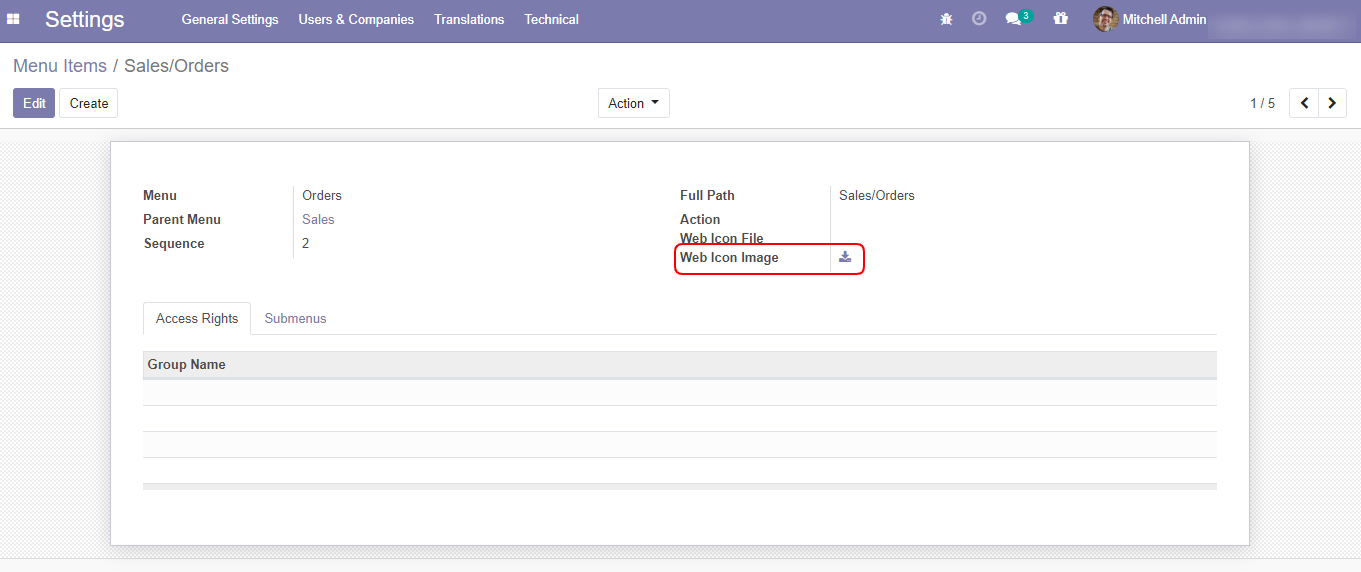 Settings General Settings Users & Companies Translations Technical 3 Mitchell Admin
Menu Items / Sales/Orders
Edit Create Action 1 / 5
Menu Orders Full Path Sales/Orders
Parent Menu Sales Action
Web Icon File
Sequence 2
Web Icon Image
Access Rights Submenus
Group Name